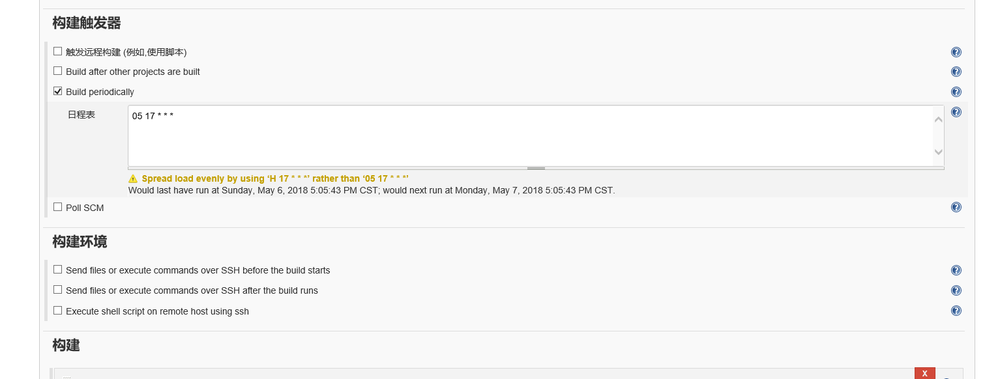 构建触发器
触发远程构建 (例如,使用脚本)
Build after other projects are built
Build periodically
日程表
05 17 * * *
Spread load evenly by using ‘H 17 * * *’ rather than ‘05 17 * * *’
Would last have run at Sunday, May 6, 2018 5:05:43 PM CST; would next run at Monday, May 7, 2018 5:05:43 PM CST.
Poll SCM
构建环境
Send files or execute commands over SSH before the build starts
Send files or execute commands over SSH after the build runs
Execute shell script on remote host using ssh
构建
X